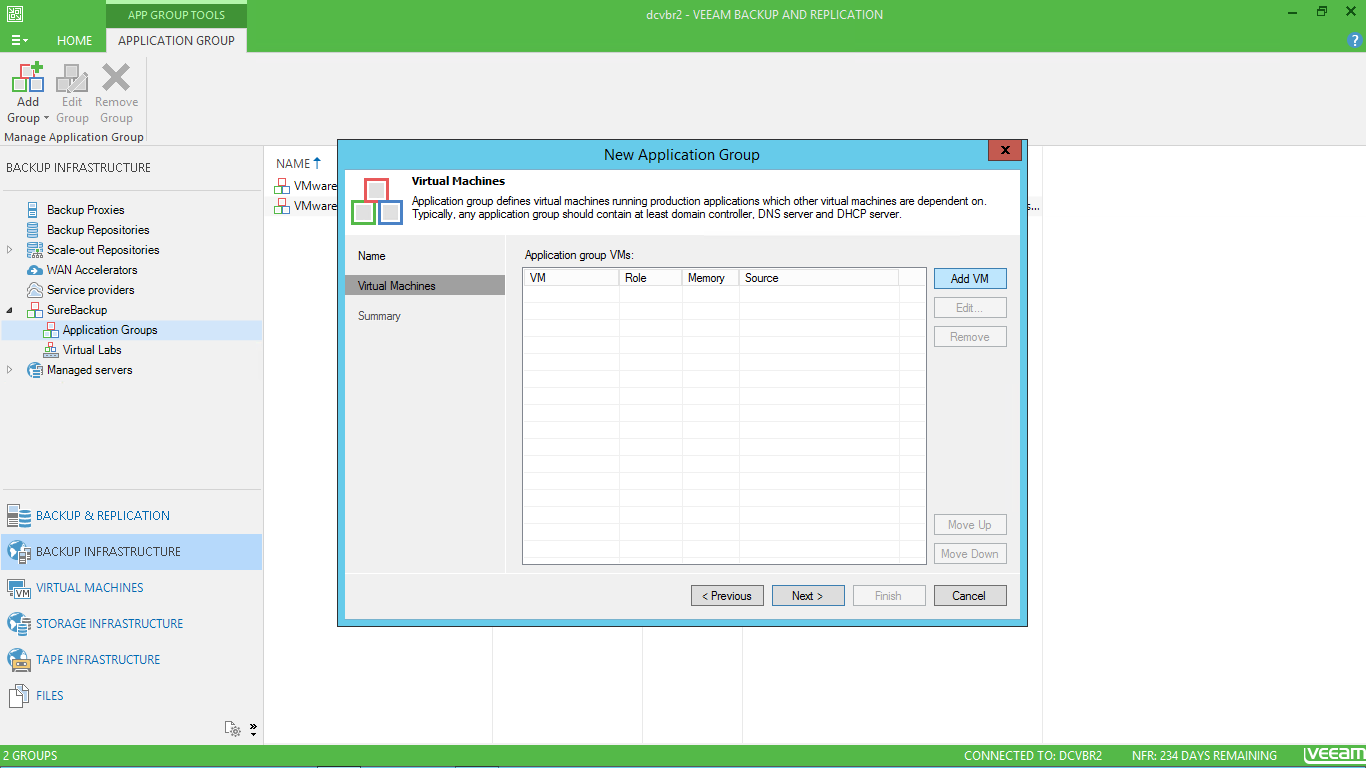 APP GROUP TOOLS
dcvbr2 - VEEAM BACKUP AND REPLICATION
HOME
APPLICATION GROUP
?
Add Group
Edit Group
Remove Group
Manage Application Group
BACKUP INFRASTRUCTURE
Backup Proxies
Backup Repositories
Scale-out Repositories
WAN Accelerators
Service providers
SureBackup
Application Groups
Virtual Labs
Managed servers
BACKUP & REPLICATION
BACKUP INFRASTRUCTURE
VM
VIRTUAL MACHINES
STORAGE INFRASTRUCTURE
TAPE INFRASTRUCTURE
FILES
NAME
VMware
VMware
s...
New Application Group
x
Virtual Machines
Application group defines virtual machines running production applications which other virtual machines are dependent on.
Typically, any application group should contain at least domain controller, DNS server and DHCP server.
Name
Virtual Machines
Summary
Application group VMs:
VM Role Memory Source
Add VM
Edit...
Remove
Move Up
Move Down
< Previous
Next >
Finish
Cancel
2 GROUPS
CONNECTED TO: DCVBR2
NFR: 234 DAYS REMAINING
veeam